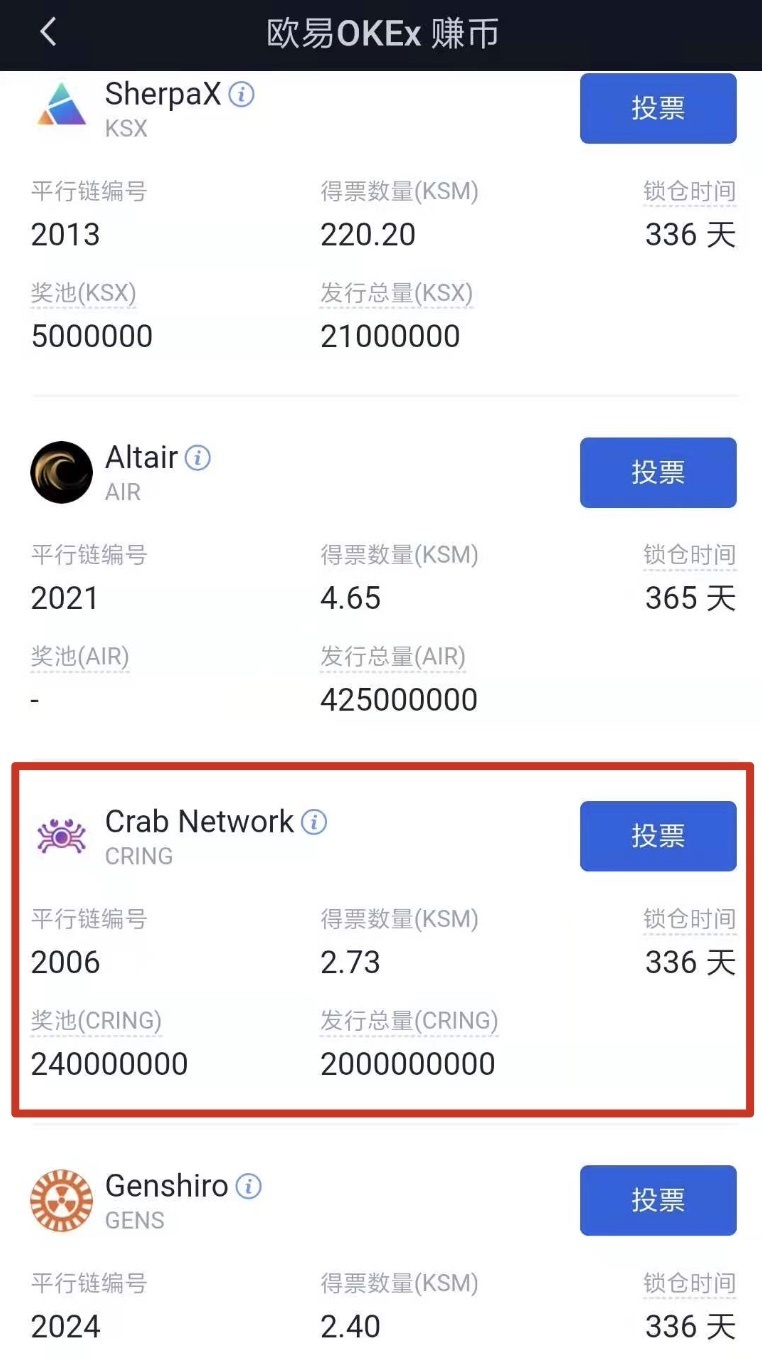 欧易OKEx 赚币
SherpaX
KSX
投票
平行链编号 得票数量(KSM) 锁仓时间
2013 220.20 336 天
奖池(KSX) 发行总量(KSX)
5000000 21000000
Altair
AIR
投票
平行链编号 得票数量(KSM) 锁仓时间
2021 4.65 365 天
奖池(AIR) 发行总量(AIR)
- 425000000
Crab Network
CRING
投票
平行链编号 得票数量(KSM) 锁仓时间
2006 2.73 336 天
奖池(CRING) 发行总量(CRING)
240000000 2000000000
Genshiro
GENS
投票
平行链编号 得票数量(KSM) 锁仓时间
2024 2.40 336 天